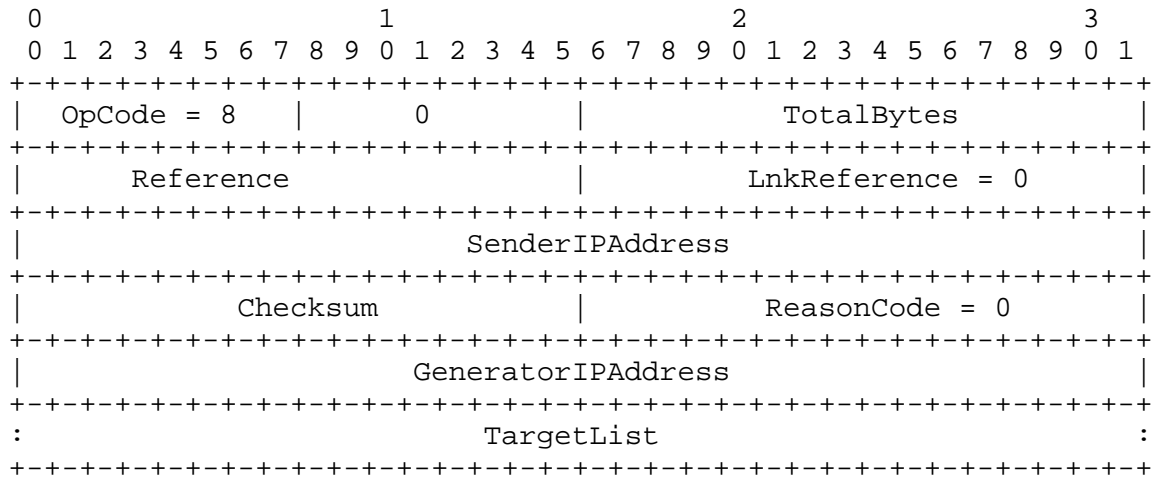 0                   1                   2                   3
 0 1 2 3 4 5 6 7 8 9 0 1 2 3 4 5 6 7 8 9 0 1 2 3 4 5 6 7 8 9 0 1
+-+-+-+-+-+-+-+-+-+-+-+-+-+-+-+-+-+-+-+-+-+-+-+-+-+-+-+-+-+-+-+-+
|  OpCode = 8   |      0        |           TotalBytes          |
+-+-+-+-+-+-+-+-+-+-+-+-+-+-+-+-+-+-+-+-+-+-+-+-+-+-+-+-+-+-+-+-+
|      Reference                |         LnkReference = 0      |
+-+-+-+-+-+-+-+-+-+-+-+-+-+-+-+-+-+-+-+-+-+-+-+-+-+-+-+-+-+-+-+-+
|                         SenderIPAddress                       |
+-+-+-+-+-+-+-+-+-+-+-+-+-+-+-+-+-+-+-+-+-+-+-+-+-+-+-+-+-+-+-+-+
|            Checksum           |          ReasonCode = 0       |
+-+-+-+-+-+-+-+-+-+-+-+-+-+-+-+-+-+-+-+-+-+-+-+-+-+-+-+-+-+-+-+-+
|                      GeneratorIPAddress                       |
+-+-+-+-+-+-+-+-+-+-+-+-+-+-+-+-+-+-+-+-+-+-+-+-+-+-+-+-+-+-+-+-+
:                          TargetList                           :
+-+-+-+-+-+-+-+-+-+-+-+-+-+-+-+-+-+-+-+-+-+-+-+-+-+-+-+-+-+-+-+-+